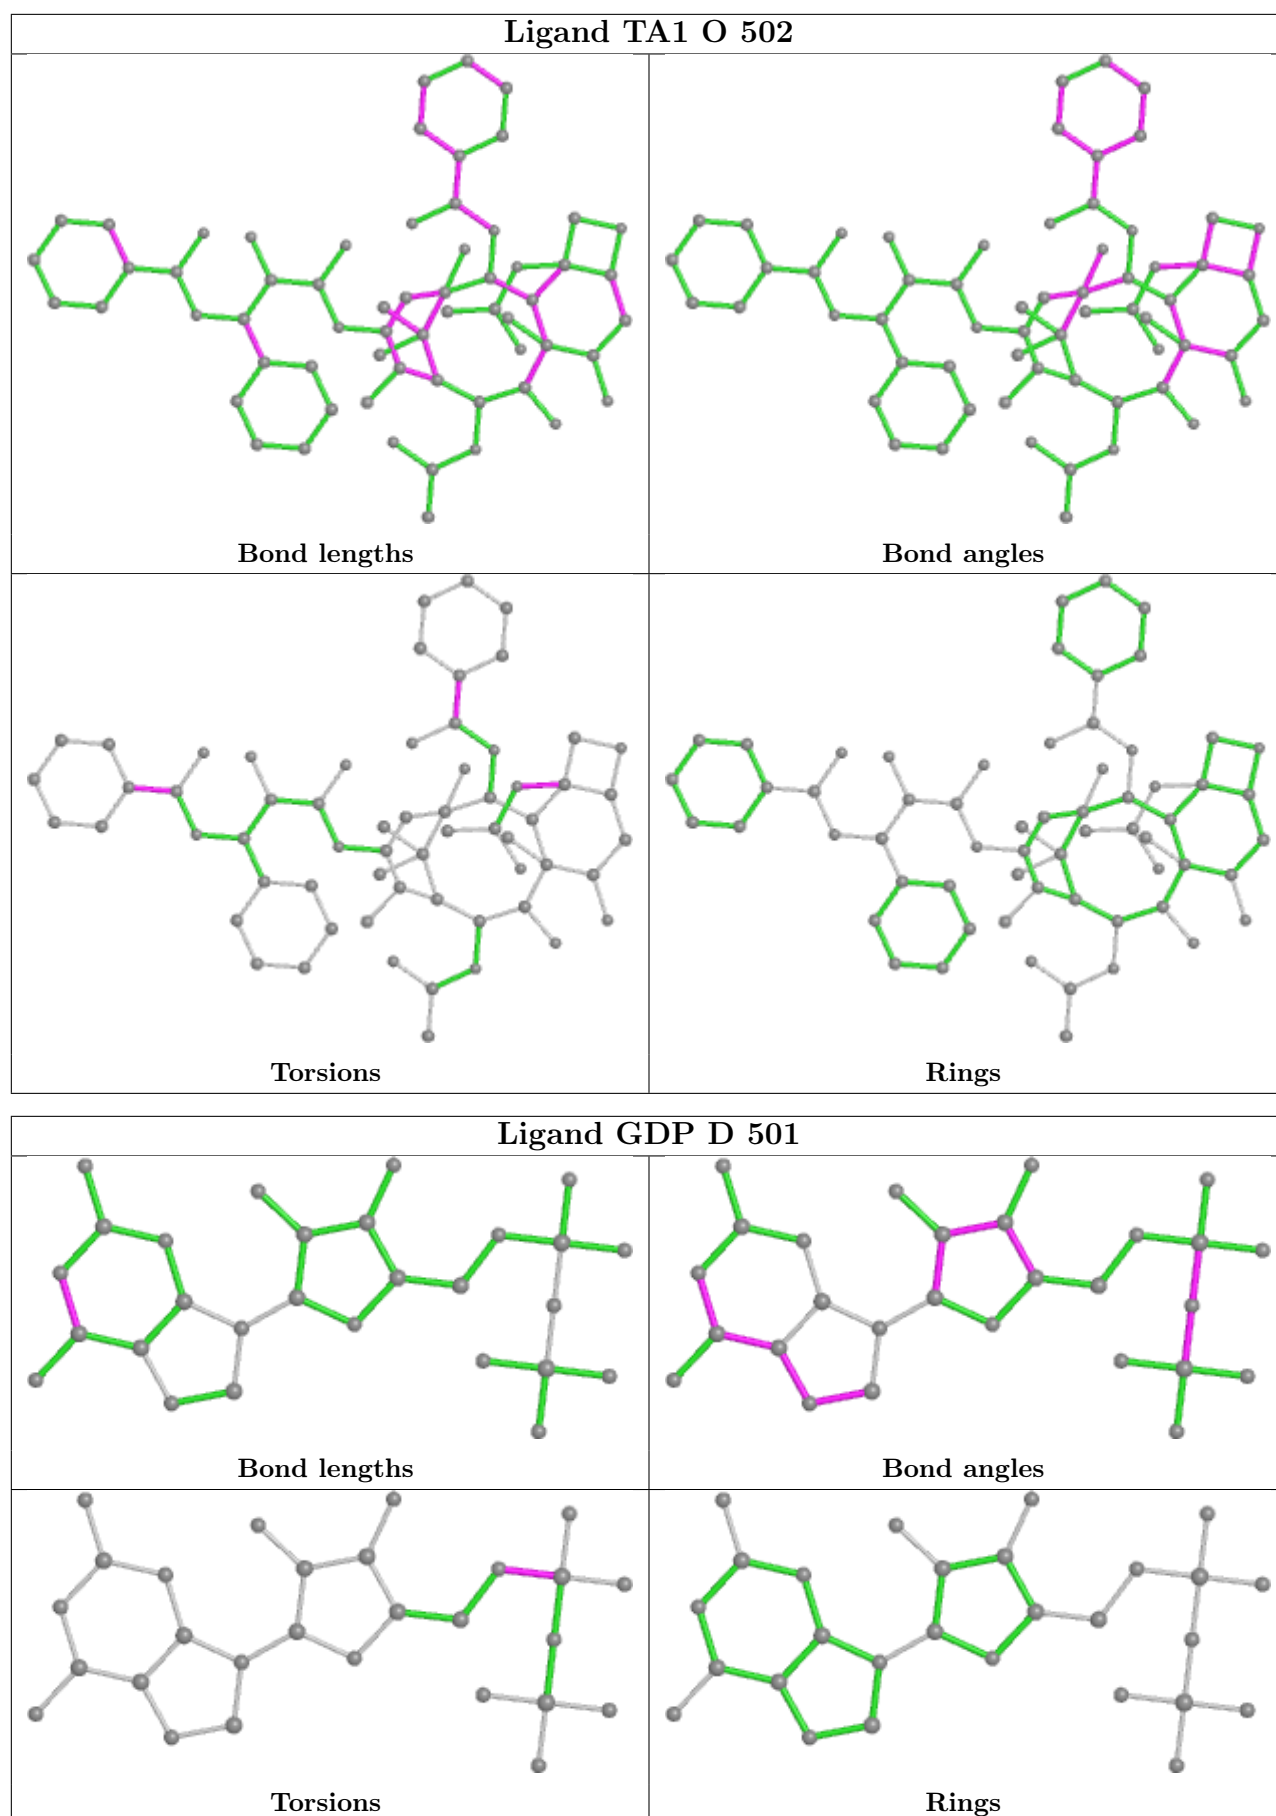 Ligand TA1 O 502
Bond lengths
Bond angles
Torsions
Rings
Ligand GDP D 501
Bond lengths
Bond angles
Torsions
Rings